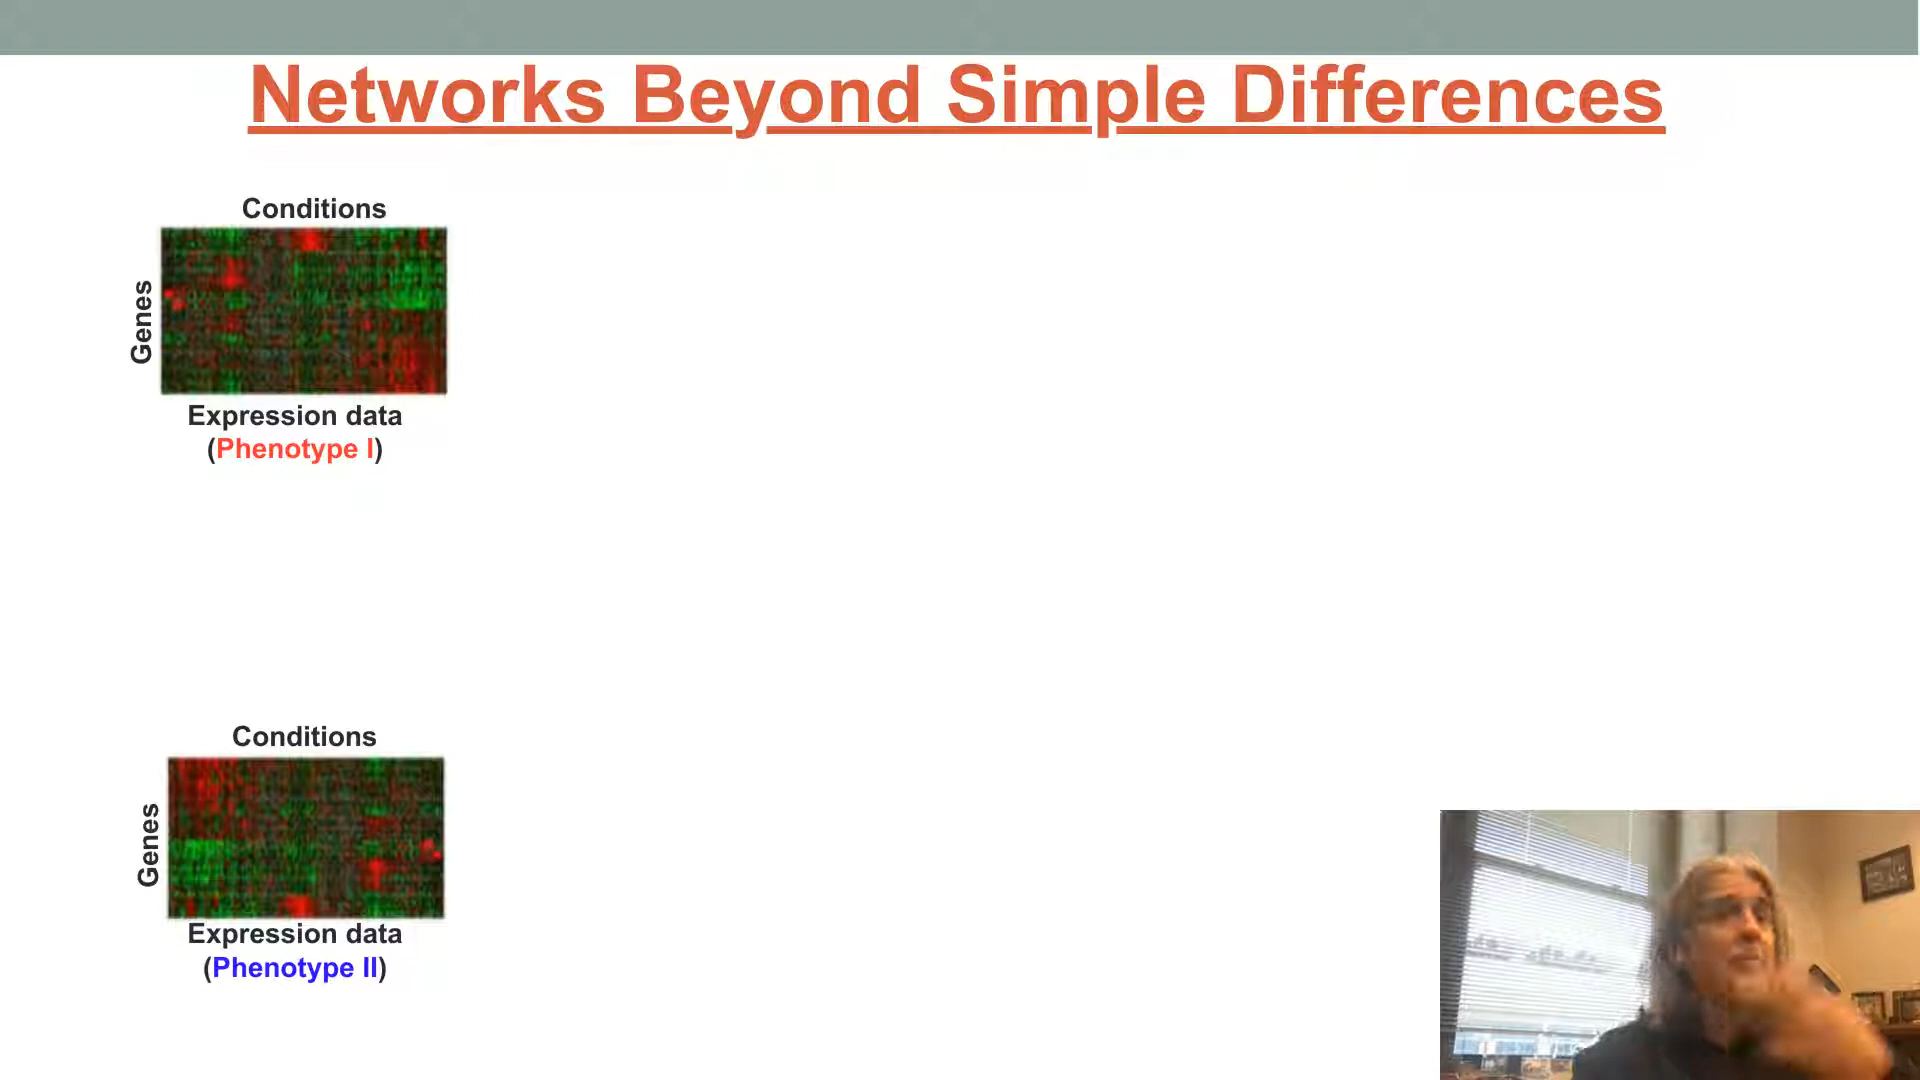 Networks Beyond Simple Differences
Conditions
Genes
Expression data
(Phenotype I)
Conditions
Genes
Expression data
(Phenotype II)